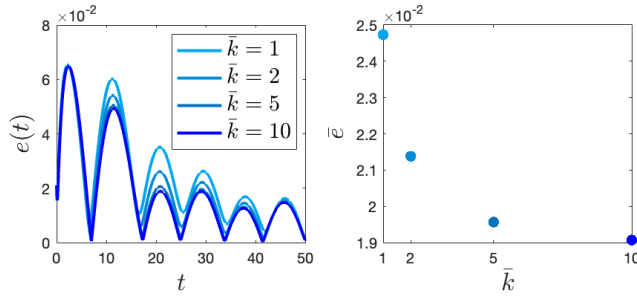 ×10⁻²
8
6
4
2
0
e(t)
0 10 20 30 40 50
t
k̄ = 1
k̄ = 2
k̄ = 5
k̄ = 10
×10⁻²
2.5
2.4
2.3
2.2
2.1
2
1.9
ē
1 2 5 10
k̄